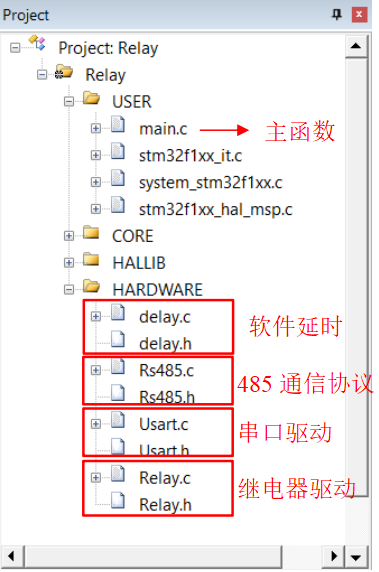 Project
Project: Relay
Relay
USER
main.c 主函数
stm32f1xx_it.c
system_stm32f1xx.c
stm32f1xx_hal_msp.c
CORE
HALLIB
HARDWARE
delay.c 软件延时
delay.h
Rs485.c 485 通信协议
Rs485.h
Usart.c 串口驱动
Usart.h
Relay.c 继电器驱动
Relay.h